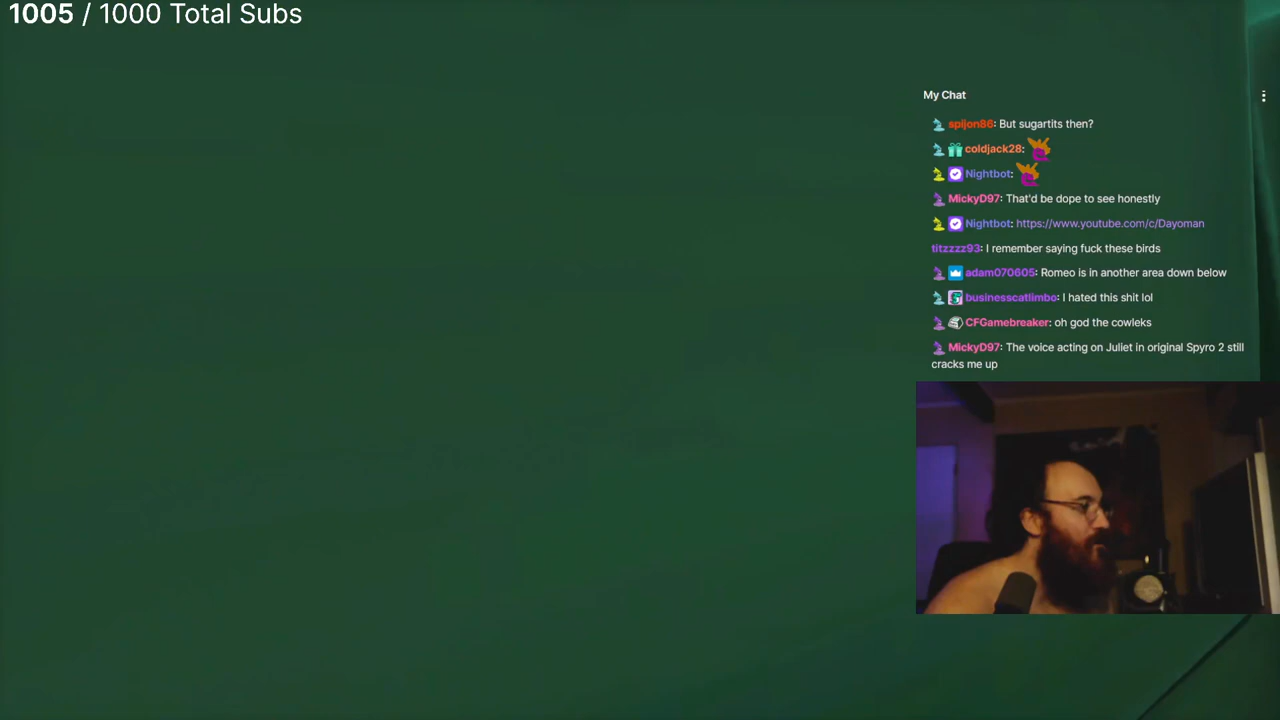 1005 / 1000 Total Subs
My Chat
spijon86: But sugartits then?
coldjack28:
Nightbot:
MickyD97: That'd be dope to see honestly
Nightbot: https://www.youtube.com/c/Dayoman
titzzzz93: I remember saying fuck these birds
adam070605: Romeo is in another area down below
businesscatlimbo: I hated this shit lol
CFGamebreaker: oh god the cowleks
MickyD97: The voice acting on Juliet in original Spyro 2 still
cracks me up